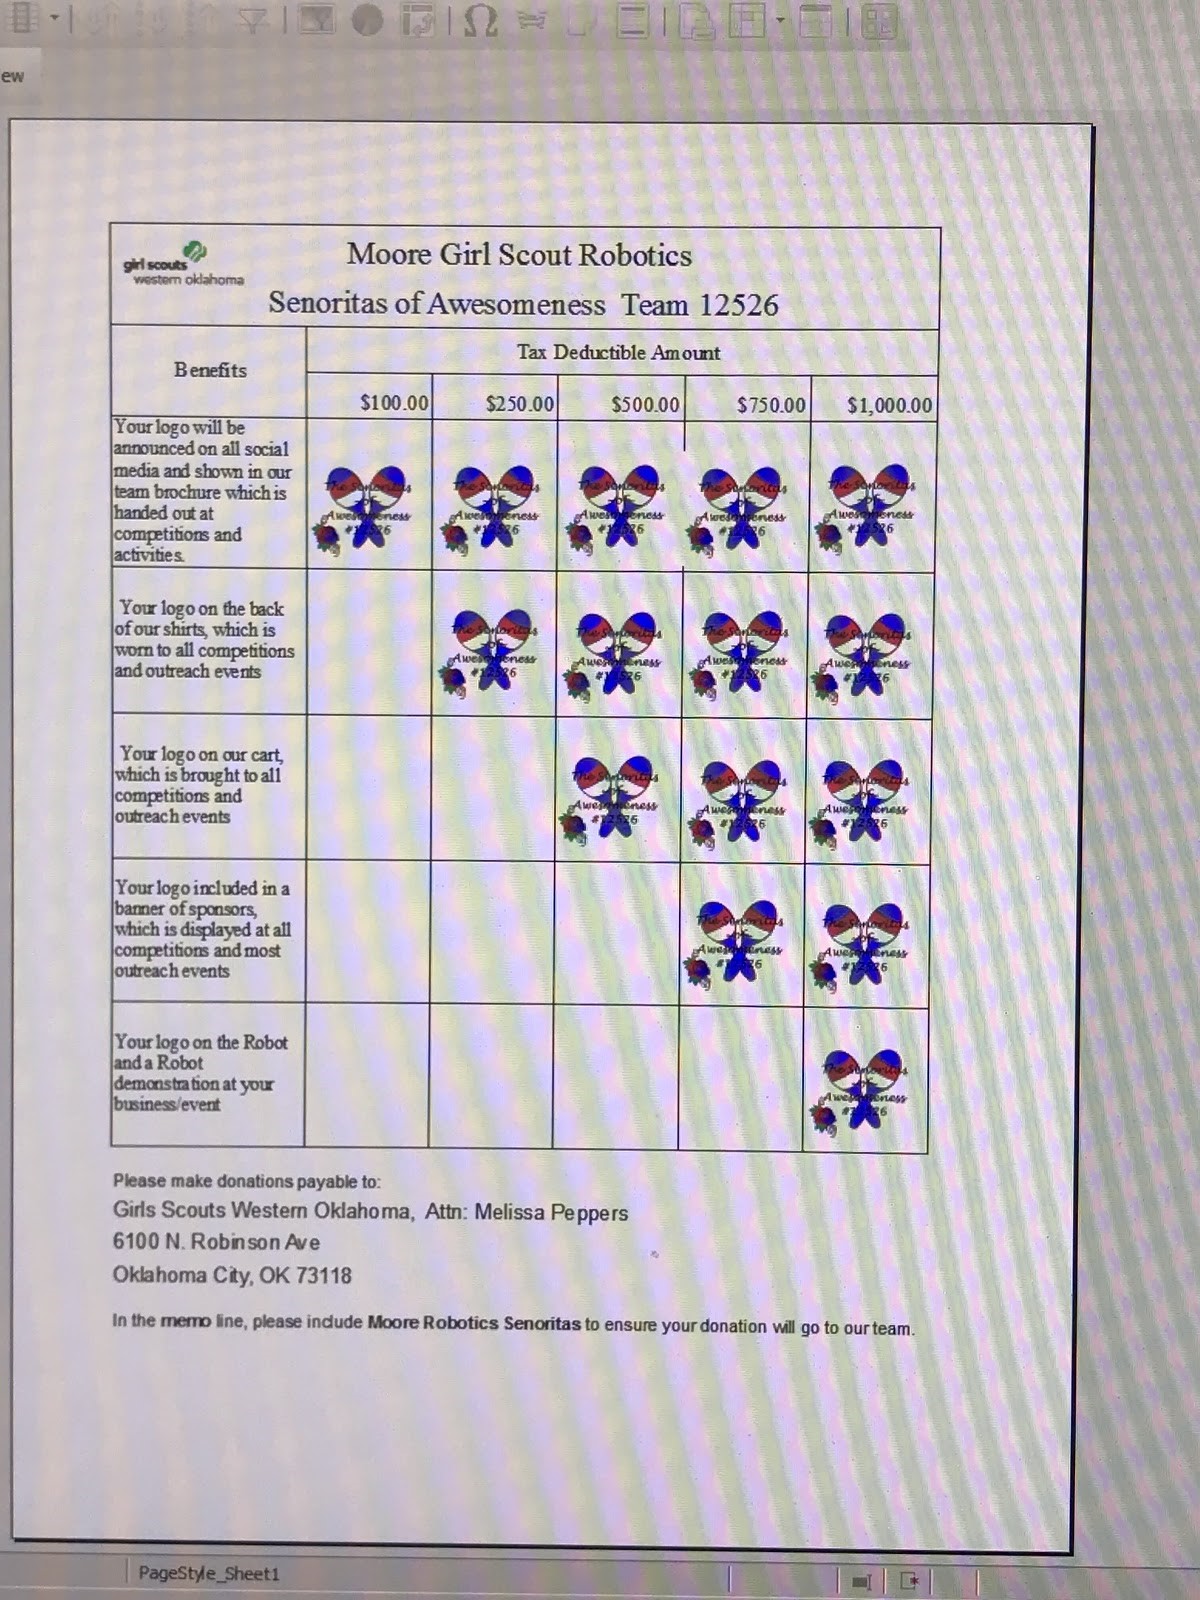 ew
girl scouts
western oklahoma
Moore Girl Scout Robotics
Senoritas of Awesomeness Team 12526
Benefits
Tax Deductible Amount
$100.00 $250.00 $500.00 $750.00 $1,000.00
Your logo will be
announced on all social
media and shown in our
team brochure which is
handed out at
competitions and
activities.
The Senoritas
of
Awesomeness
#12526
The Senoritas
of
Awesomeness
#12526
The Senoritas
of
Awesomeness
#12526
The Senoritas
of
Awesomeness
#12526
The Senoritas
of
Awesomeness
#12526
Your logo on the back
of our shirts, which is
worn to all competitions
and outreach events
The Senoritas
of
Awesomeness
#12526
The Senoritas
of
Awesomeness
#12526
The Senoritas
of
Awesomeness
#12526
The Senoritas
of
Awesomeness
#12526
Your logo on our cart,
which is brought to all
competitions and
outreach events
The Senoritas
of
Awesomeness
#12526
The Senoritas
of
Awesomeness
#12526
The Senoritas
of
Awesomeness
#12526
Your logo included in a
banner of sponsors,
which is displayed at all
competitions and most
outreach events
The Senoritas
of
Awesomeness
#12526
The Senoritas
of
Awesomeness
#12526
Your logo on the Robot
and a Robot
demonstration at your
business/event
The Senoritas
of
Awesomeness
#12526
Please make donations payable to:
Girls Scouts Western Oklahoma, Attn: Melissa Peppers
6100 N. Robinson Ave
Oklahoma City, OK 73118
In the memo line, please include Moore Robotics Senoritas to ensure your donation will go to our team.
PageStyle_Sheet1